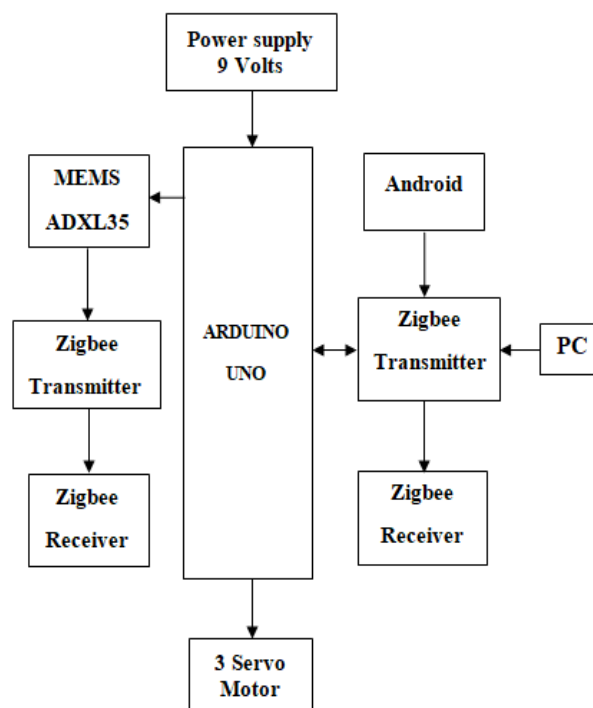 Power supply
9 Volts
MEMS
ADXL35
Android
Zigbee
Transmitter
ARDUINO
UNO
Zigbee
Transmitter
PC
Zigbee
Receiver
Zigbee
Receiver
3 Servo
Motor